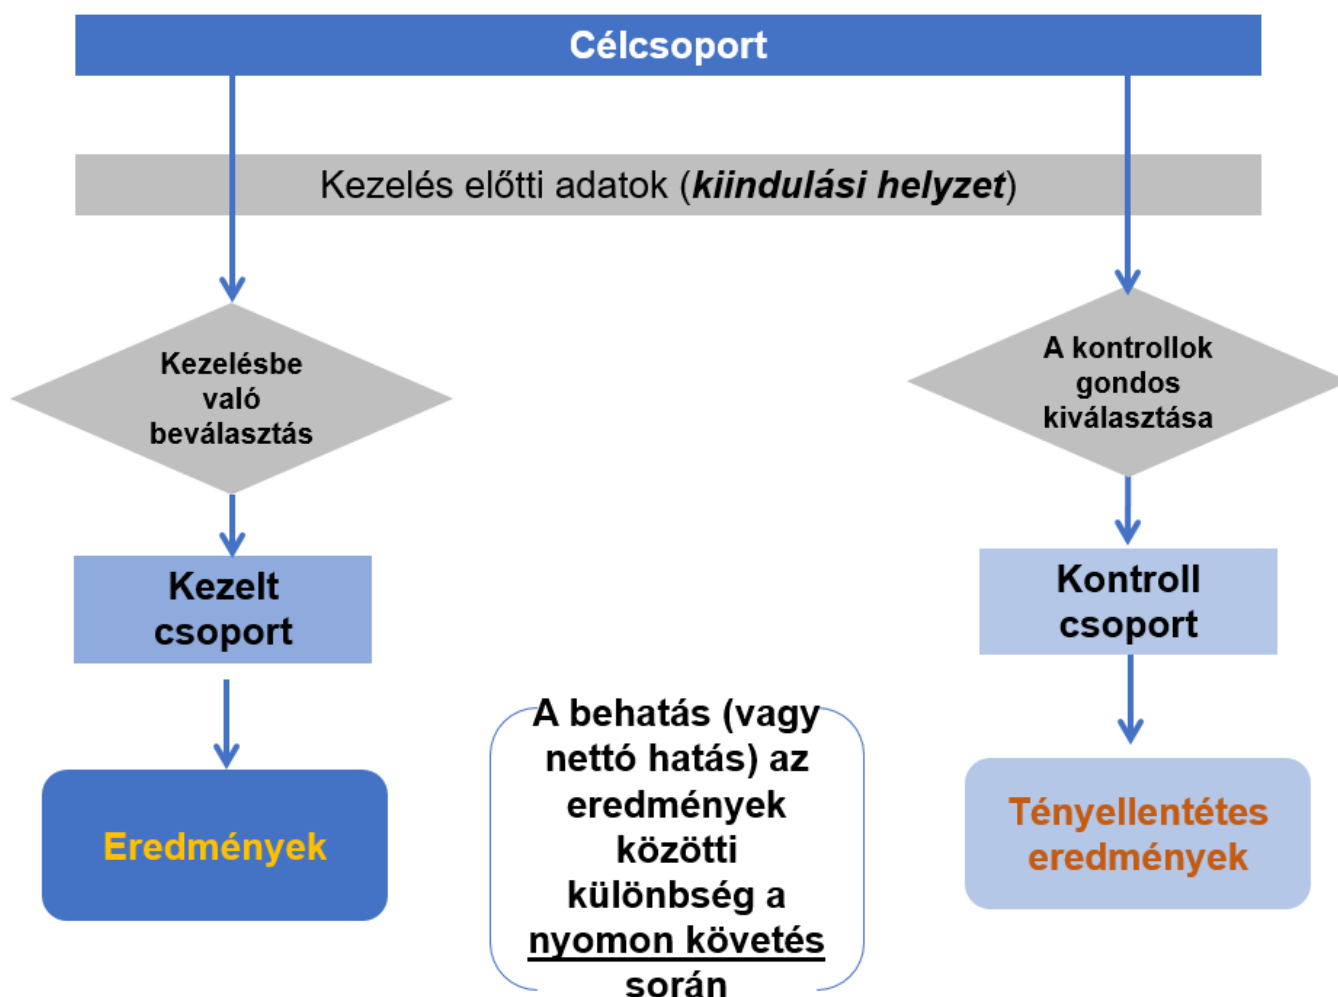 Célcsoport
Kezelés előtti adatok (kiindulási helyzet)
Kezelésbe
való
beválasztás
A kontrollok
gondos
kiválasztása
Kezelt
csoport
Kontroll
csoport
A behatás (vagy
nettó hatás) az
eredmények
közötti
különbség a
nyomon követés
során
Eredmények
Tényellentétes
eredmények